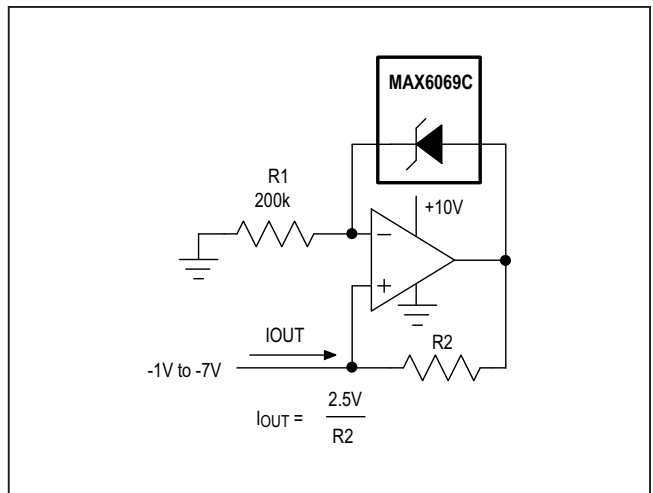 MAX6069C
R1
200k
+10V
−
+
IOUT
R2
-1V to -7V
IOUT = 2.5V
R2